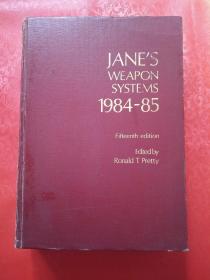 JANE'S
WEAPON
SYSTEMS
1984-85
Fifteenth edition
Edited by
Ronald T. Pretty